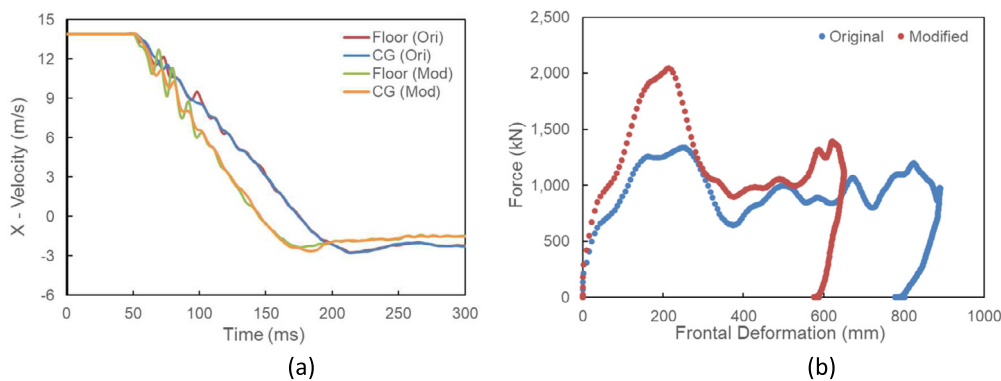 15
12
9
6
3
0
-3
-6
X - Velocity (m/s)
Floor (Ori)
CG (Ori)
Floor (Mod)
CG (Mod)
0 50 100 150 200 250 300
Time (ms)
(a)
2,500
2,000
1,500
1,000
500
0
Force (kN)
Original Modified
0 200 400 600 800 1000
Frontal Deformation (mm)
(b)